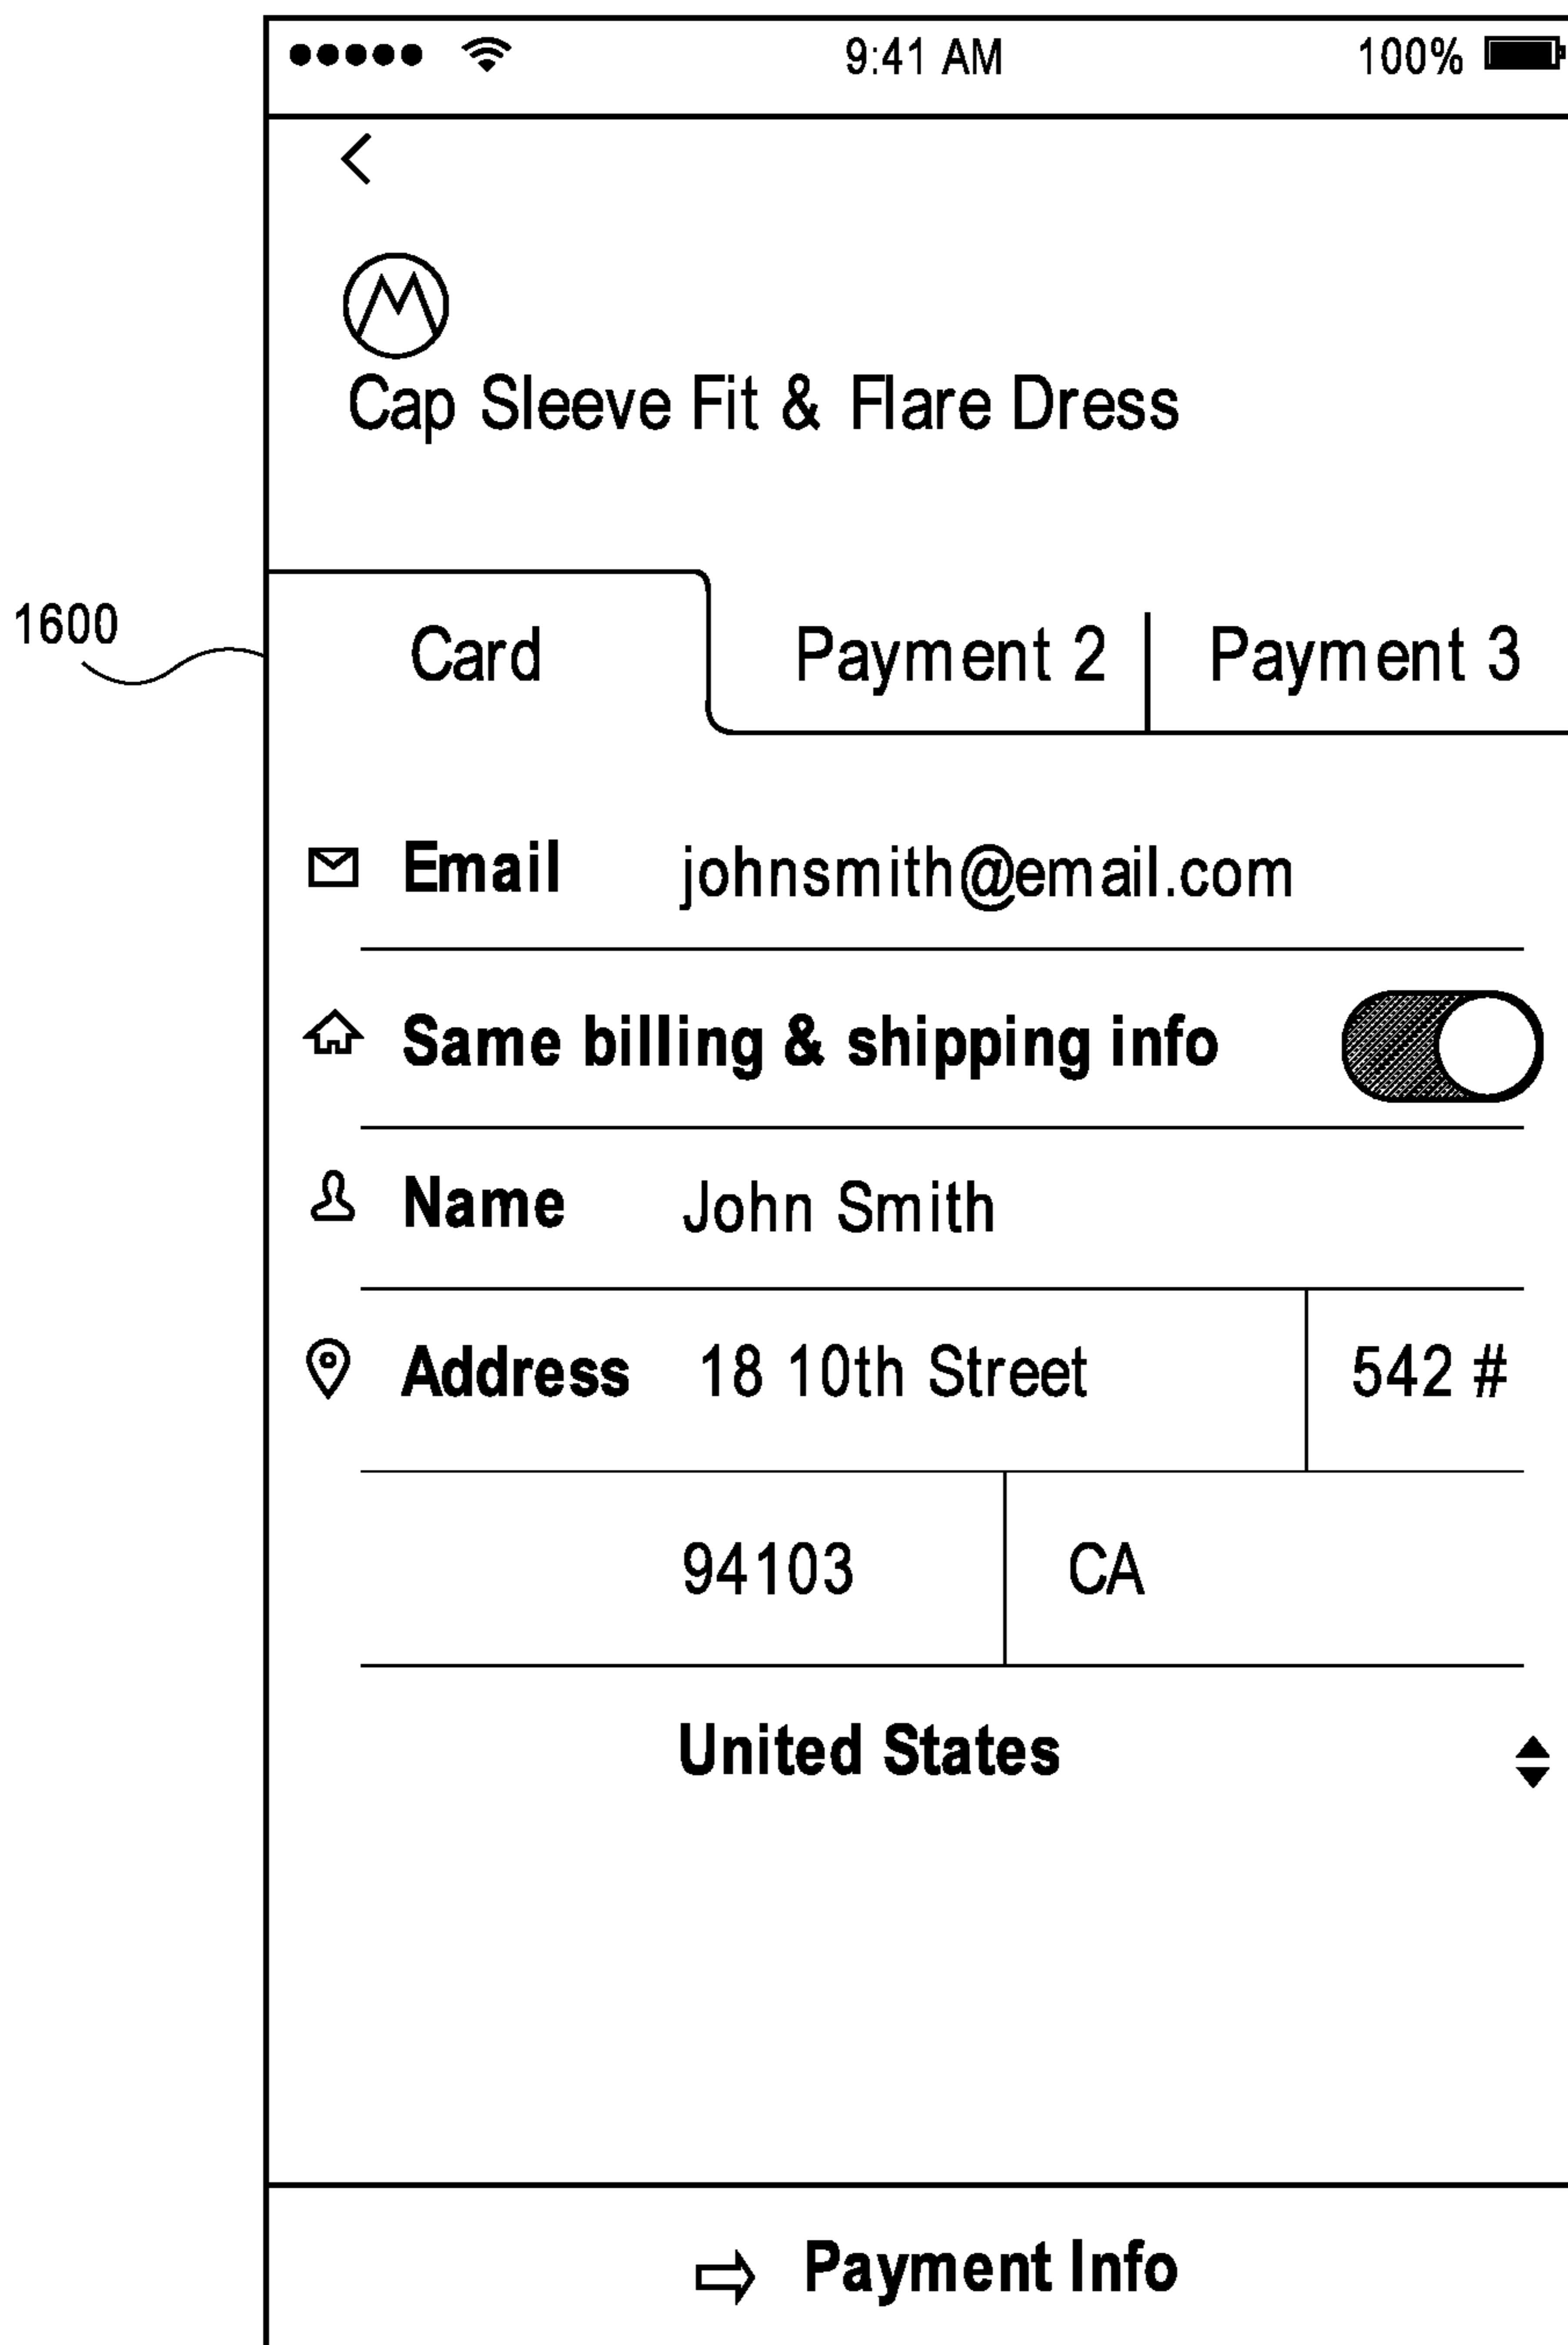 9:41 AM 100%
Cap Sleeve Fit & Flare Dress
1600
Card Payment 2 Payment 3
Email johnsmith@email.com
Same billing & shipping info
Name John Smith
Address 18 10th Street 542 #
94103 CA
United States
Payment Info